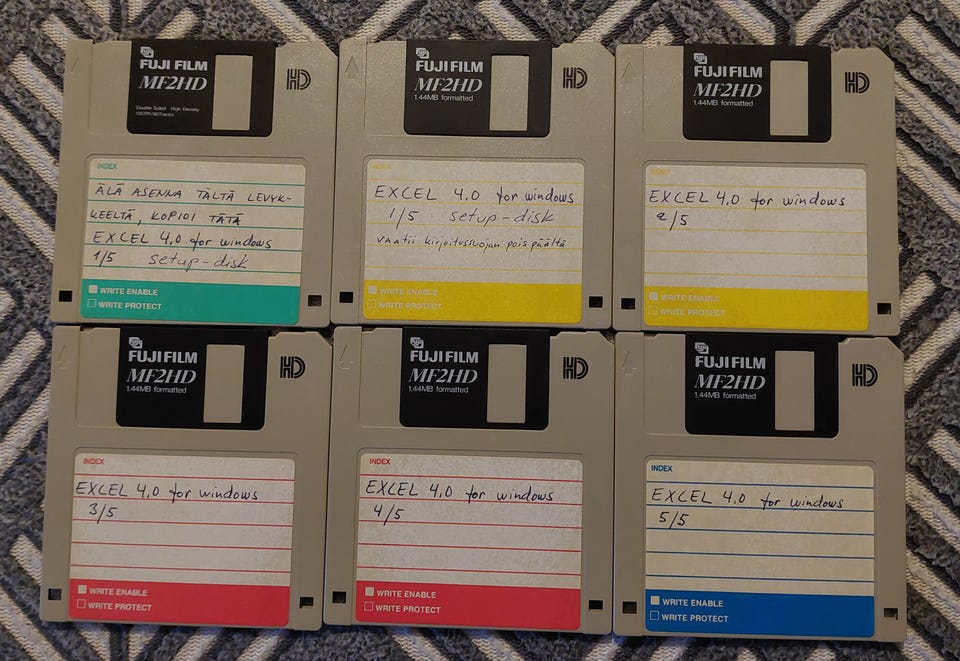 FUJI FILM
MF2HD
Double Sided High Density
135TPI/80Tracks
HD
INDEX
ÄLÄ ASENNA TÄLTÄ LEVYK-
KEELTÄ, KOPIOI TÄTÄ
EXCEL 4.0 for windows
1/5 setup-disk
WRITE ENABLE
WRITE PROTECT
FUJI FILM
MF2HD
1.44MB formatted
HD
INDEX
EXCEL 4.0 for windows
1/5 setup-disk
vaatii kirjoitussuojan pois päältä
WRITE ENABLE
WRITE PROTECT
FUJI FILM
MF2HD
1.44MB formatted
HD
INDEX
EXCEL 4.0 for windows
2/5
WRITE ENABLE
WRITE PROTECT
FUJI FILM
MF2HD
1.44MB formatted
HD
INDEX
EXCEL 4.0 for windows
3/5
WRITE ENABLE
WRITE PROTECT
FUJI FILM
MF2HD
1.44MB formatted
HD
INDEX
EXCEL 4.0 for windows
4/5
WRITE ENABLE
WRITE PROTECT
FUJI FILM
MF2HD
1.44MB formatted
HD
INDEX
EXCEL 4.0 for windows
5/5
WRITE ENABLE
WRITE PROTECT